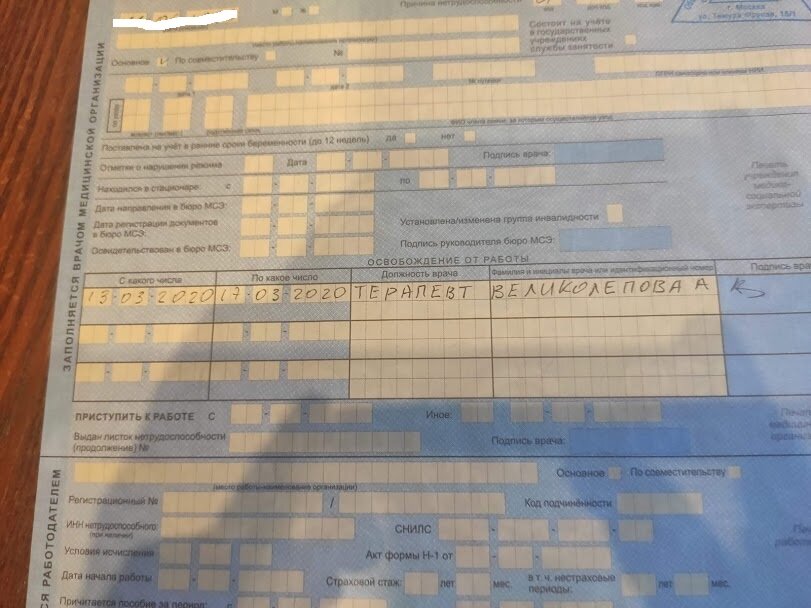 Причина нетрудоспособности
г. Москва
ул. Тимура Фрунзе, 15/1
м ж
Состоит на учёте
в государственных
учреждениях
службы занятости
Основное По совместительству №
дата 1 дата 2
Поставлена на учёт в ранние сроки беременности (до 12 недель) да нет
Отметки о нарушении режима Дата Подпись врача:
Находился в стационаре: с по
Печать
учреждения
медико-
социальной
экспертизы
Дата направления в бюро МСЭ:
Дата регистрации документов
в бюро МСЭ:
Установлена/изменена группа инвалидности
Освидетельствован в бюро МСЭ:
Подпись руководителя бюро МСЭ:
ЗАПОЛНЯЕТСЯ ВРАЧОМ МЕДИЦИНСКОЙ ОРГАНИЗАЦИИ
ОСВОБОЖДЕНИЕ ОТ РАБОТЫ
С какого числа По какое число Должность врача Фамилия и инициалы врача или идентификационный номер Подпись врача
13-03-2020 17-03-2020 ТЕРАПЕВТ ВЕЛИКОЛЕПОВА А
ПРИСТУПИТЬ К РАБОТЕ С Иное:
Выдан листок нетрудоспособности
(продолжение) №
Подпись врача:
(место работы-наименование организации)
Основное По совместительству
Регистрационный № / Код подчинённости
ИНН нетрудоспособного:
(при наличии)
СНИЛС
Условия исчисления Акт формы Н-1 от
Дата начала работы Страховой стаж: лет мес. в т. ч. нестраховые
периоды: лет мес.
Причитается пособие за период: с
СЯ РАБОТОДАТЕЛЕМ